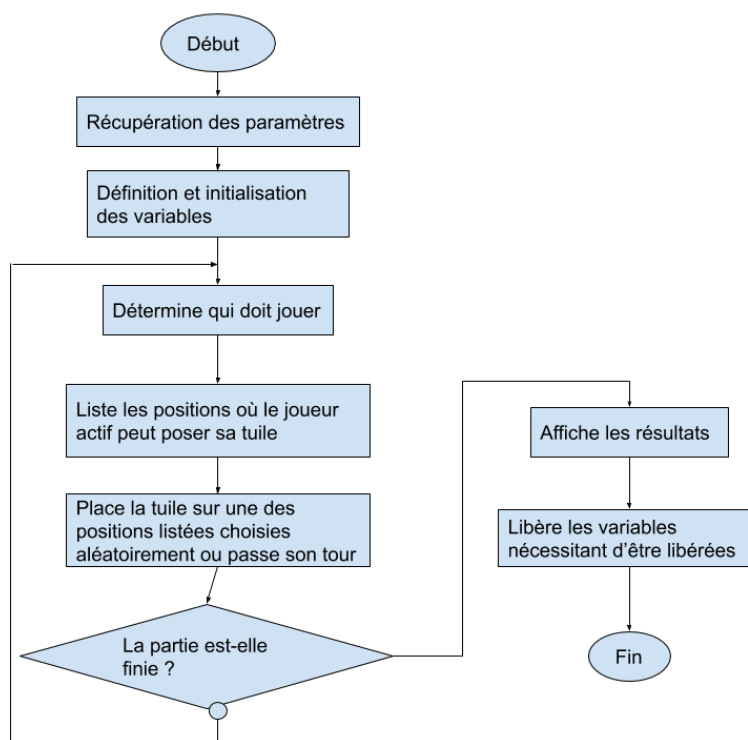 Début
Récupération des paramètres
Définition et initialisation
des variables
Détermine qui doit jouer
Liste les positions où le joueur
actif peut poser sa tuile
Place la tuile sur une des
positions listées choisies
aléatoirement ou passe son tour
La partie est-elle
finie ?
Affiche les résultats
Libère les variables
nécessitant d'être libérées
Fin